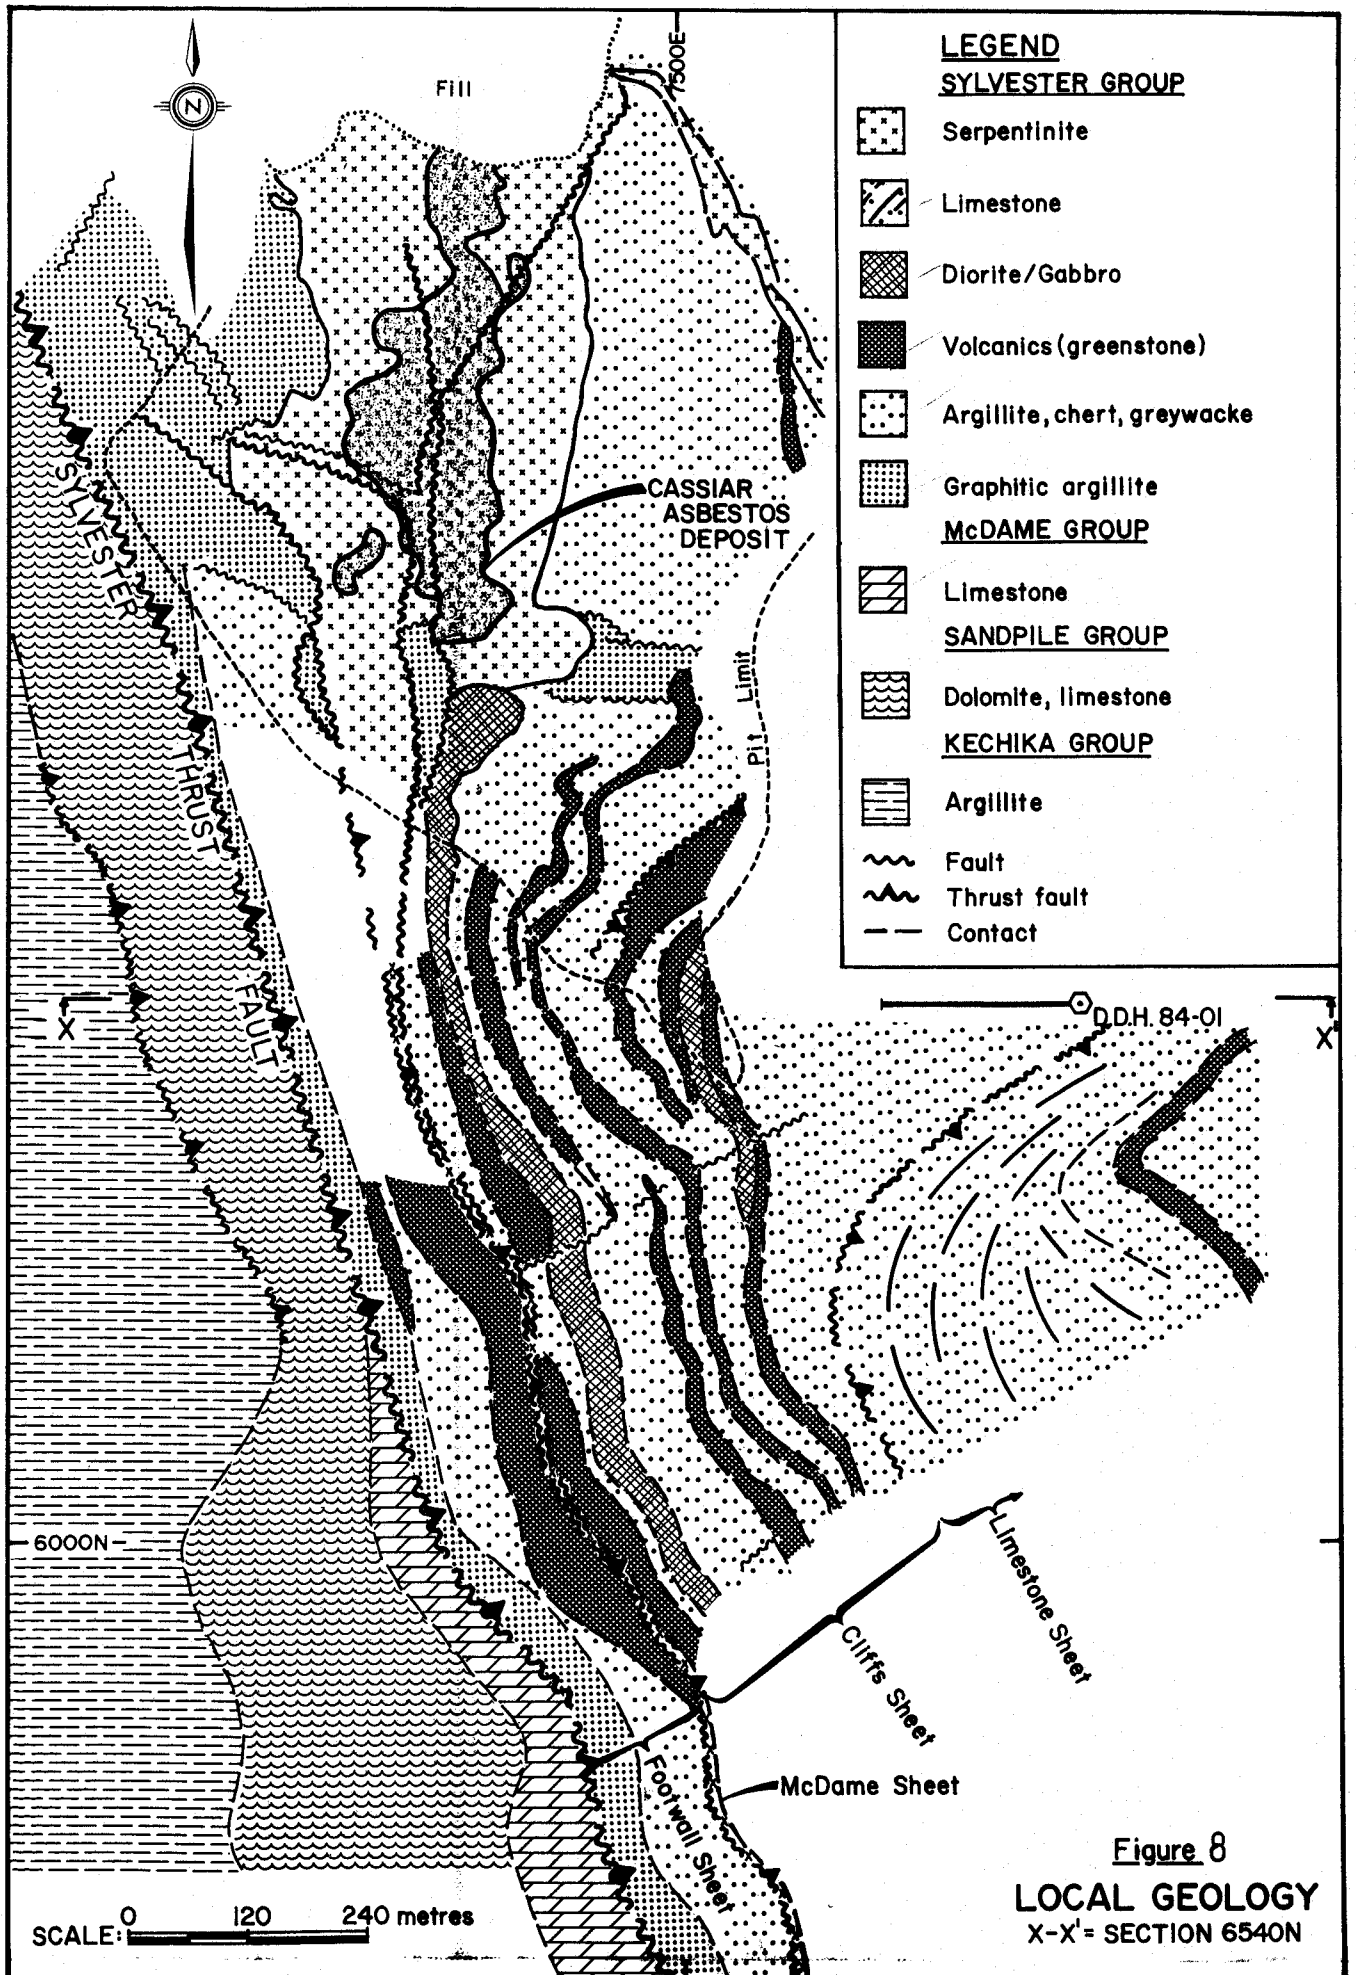 Fill
7500E
N
LEGEND
SYLVESTER GROUP
Serpentinite
Limestone
Diorite/Gabbro
Volcanics (greenstone)
Argillite, chert, greywacke
Graphitic argillite
McDAME GROUP
Limestone
SANDPILE GROUP
Dolomite, limestone
KECHIKA GROUP
Argillite
Fault
Thrust fault
Contact
CASSIAR
ASBESTOS
DEPOSIT
SYLVESTER
THRUST
FAULT
Pit Limit
X
D.D.H. 84-01
X'
6000N
Limestone Sheet
Cliffs Sheet
McDame Sheet
Footwall Sheet
Figure 8
LOCAL GEOLOGY
X-X' = SECTION 6540N
SCALE: 0 120 240 metres